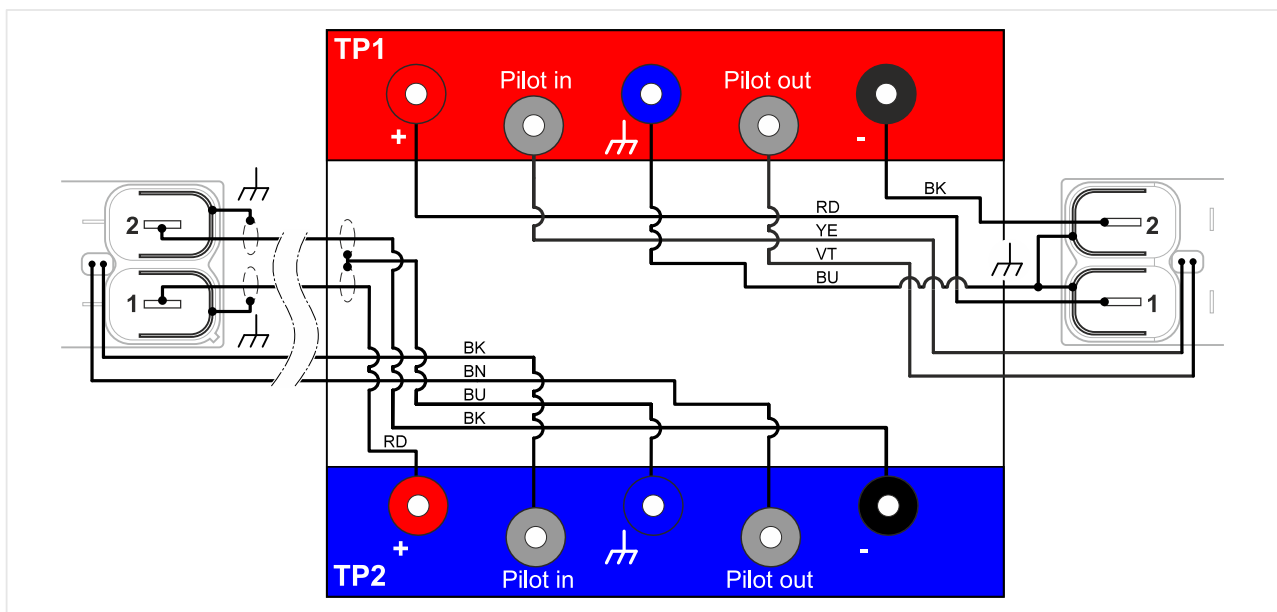 TP1
Pilot in
Pilot out
+
-
BK
RD
YE
VT
BU
2
1
2
1
BK
BN
BU
BK
RD
+
-
Pilot in
Pilot out
TP2